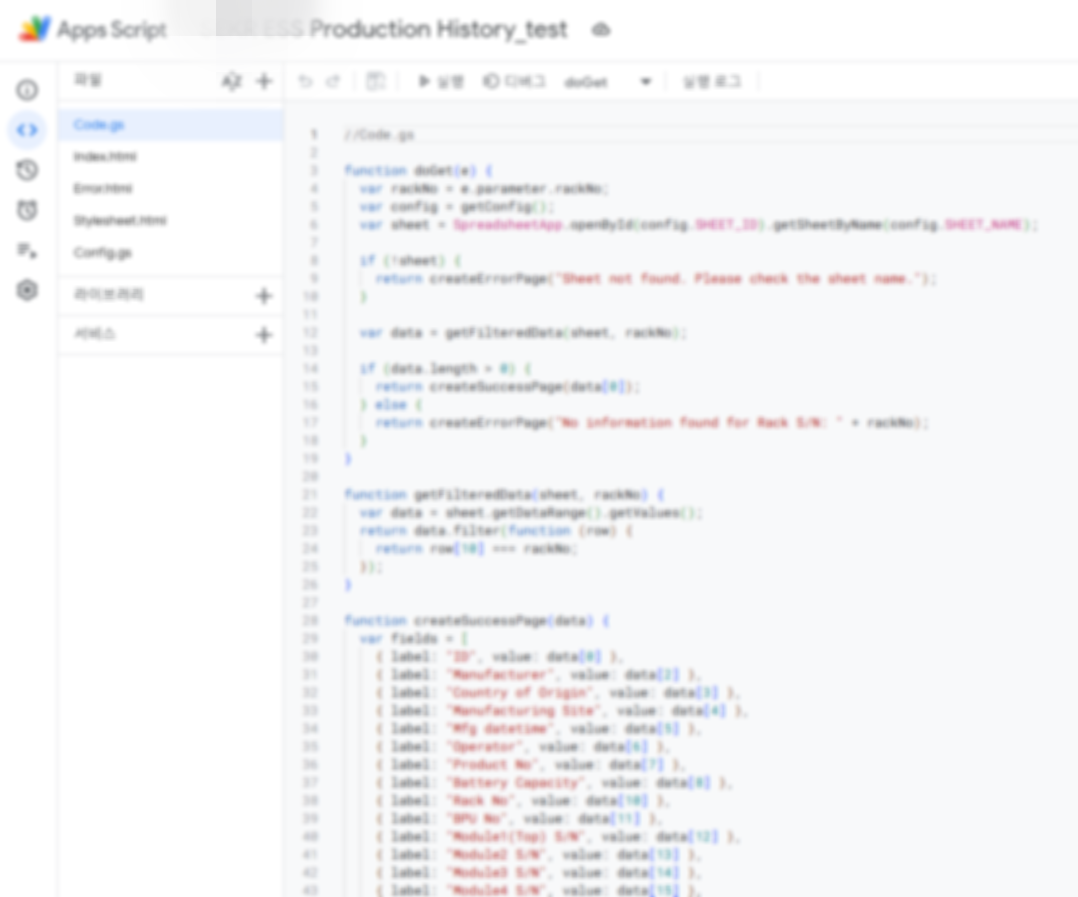 Apps Script
ESS Production History_test
파일
실행
디버그
doGet
실행 로그
Code.gs
Index.html
Error.html
Stylesheet.html
Config.gs
라이브러리
서비스
1 //Code.gs
2
3 function doGet(e) {
4 var rackNo = e.parameter.rackNo;
5 var config = getConfig();
6 var sheet = SpreadsheetApp.openById(config.SHEET_ID).getSheetByName(config.SHEET_NAME);
7
8 if (!sheet) {
9 return createErrorPage("Sheet not found. Please check the sheet name.");
10 }
11
12 var data = getFilteredData(sheet, rackNo);
13
14 if (data.length > 0) {
15 return createSuccessPage(data[0]);
16 } else {
17 return createErrorPage("No information found for Rack S/N: " + rackNo);
18 }
19 }
20
21 function getFilteredData(sheet, rackNo) {
22 var data = sheet.getDataRange().getValues();
23 return data.filter(function (row) {
24 return row[10] === rackNo;
25 });
26 }
27
28 function createSuccessPage(data) {
29 var fields = [
30 { label: "ID", value: data[0] },
31 { label: "Manufacturer", value: data[2] },
32 { label: "Country of Origin", value: data[3] },
33 { label: "Manufacturing Site", value: data[4] },
34 { label: "Mfg datetime", value: data[5] },
35 { label: "Operator", value: data[6] },
36 { label: "Product No", value: data[7] },
37 { label: "Battery Capacity", value: data[8] },
38 { label: "Rack No", value: data[10] },
39 { label: "BPU No", value: data[11] },
40 { label: "Module1(Top) S/N", value: data[12] },
41 { label: "Module2 S/N", value: data[13] },
42 { label: "Module3 S/N", value: data[14] },
43 { label: "Module4 S/N", value: data[15] },